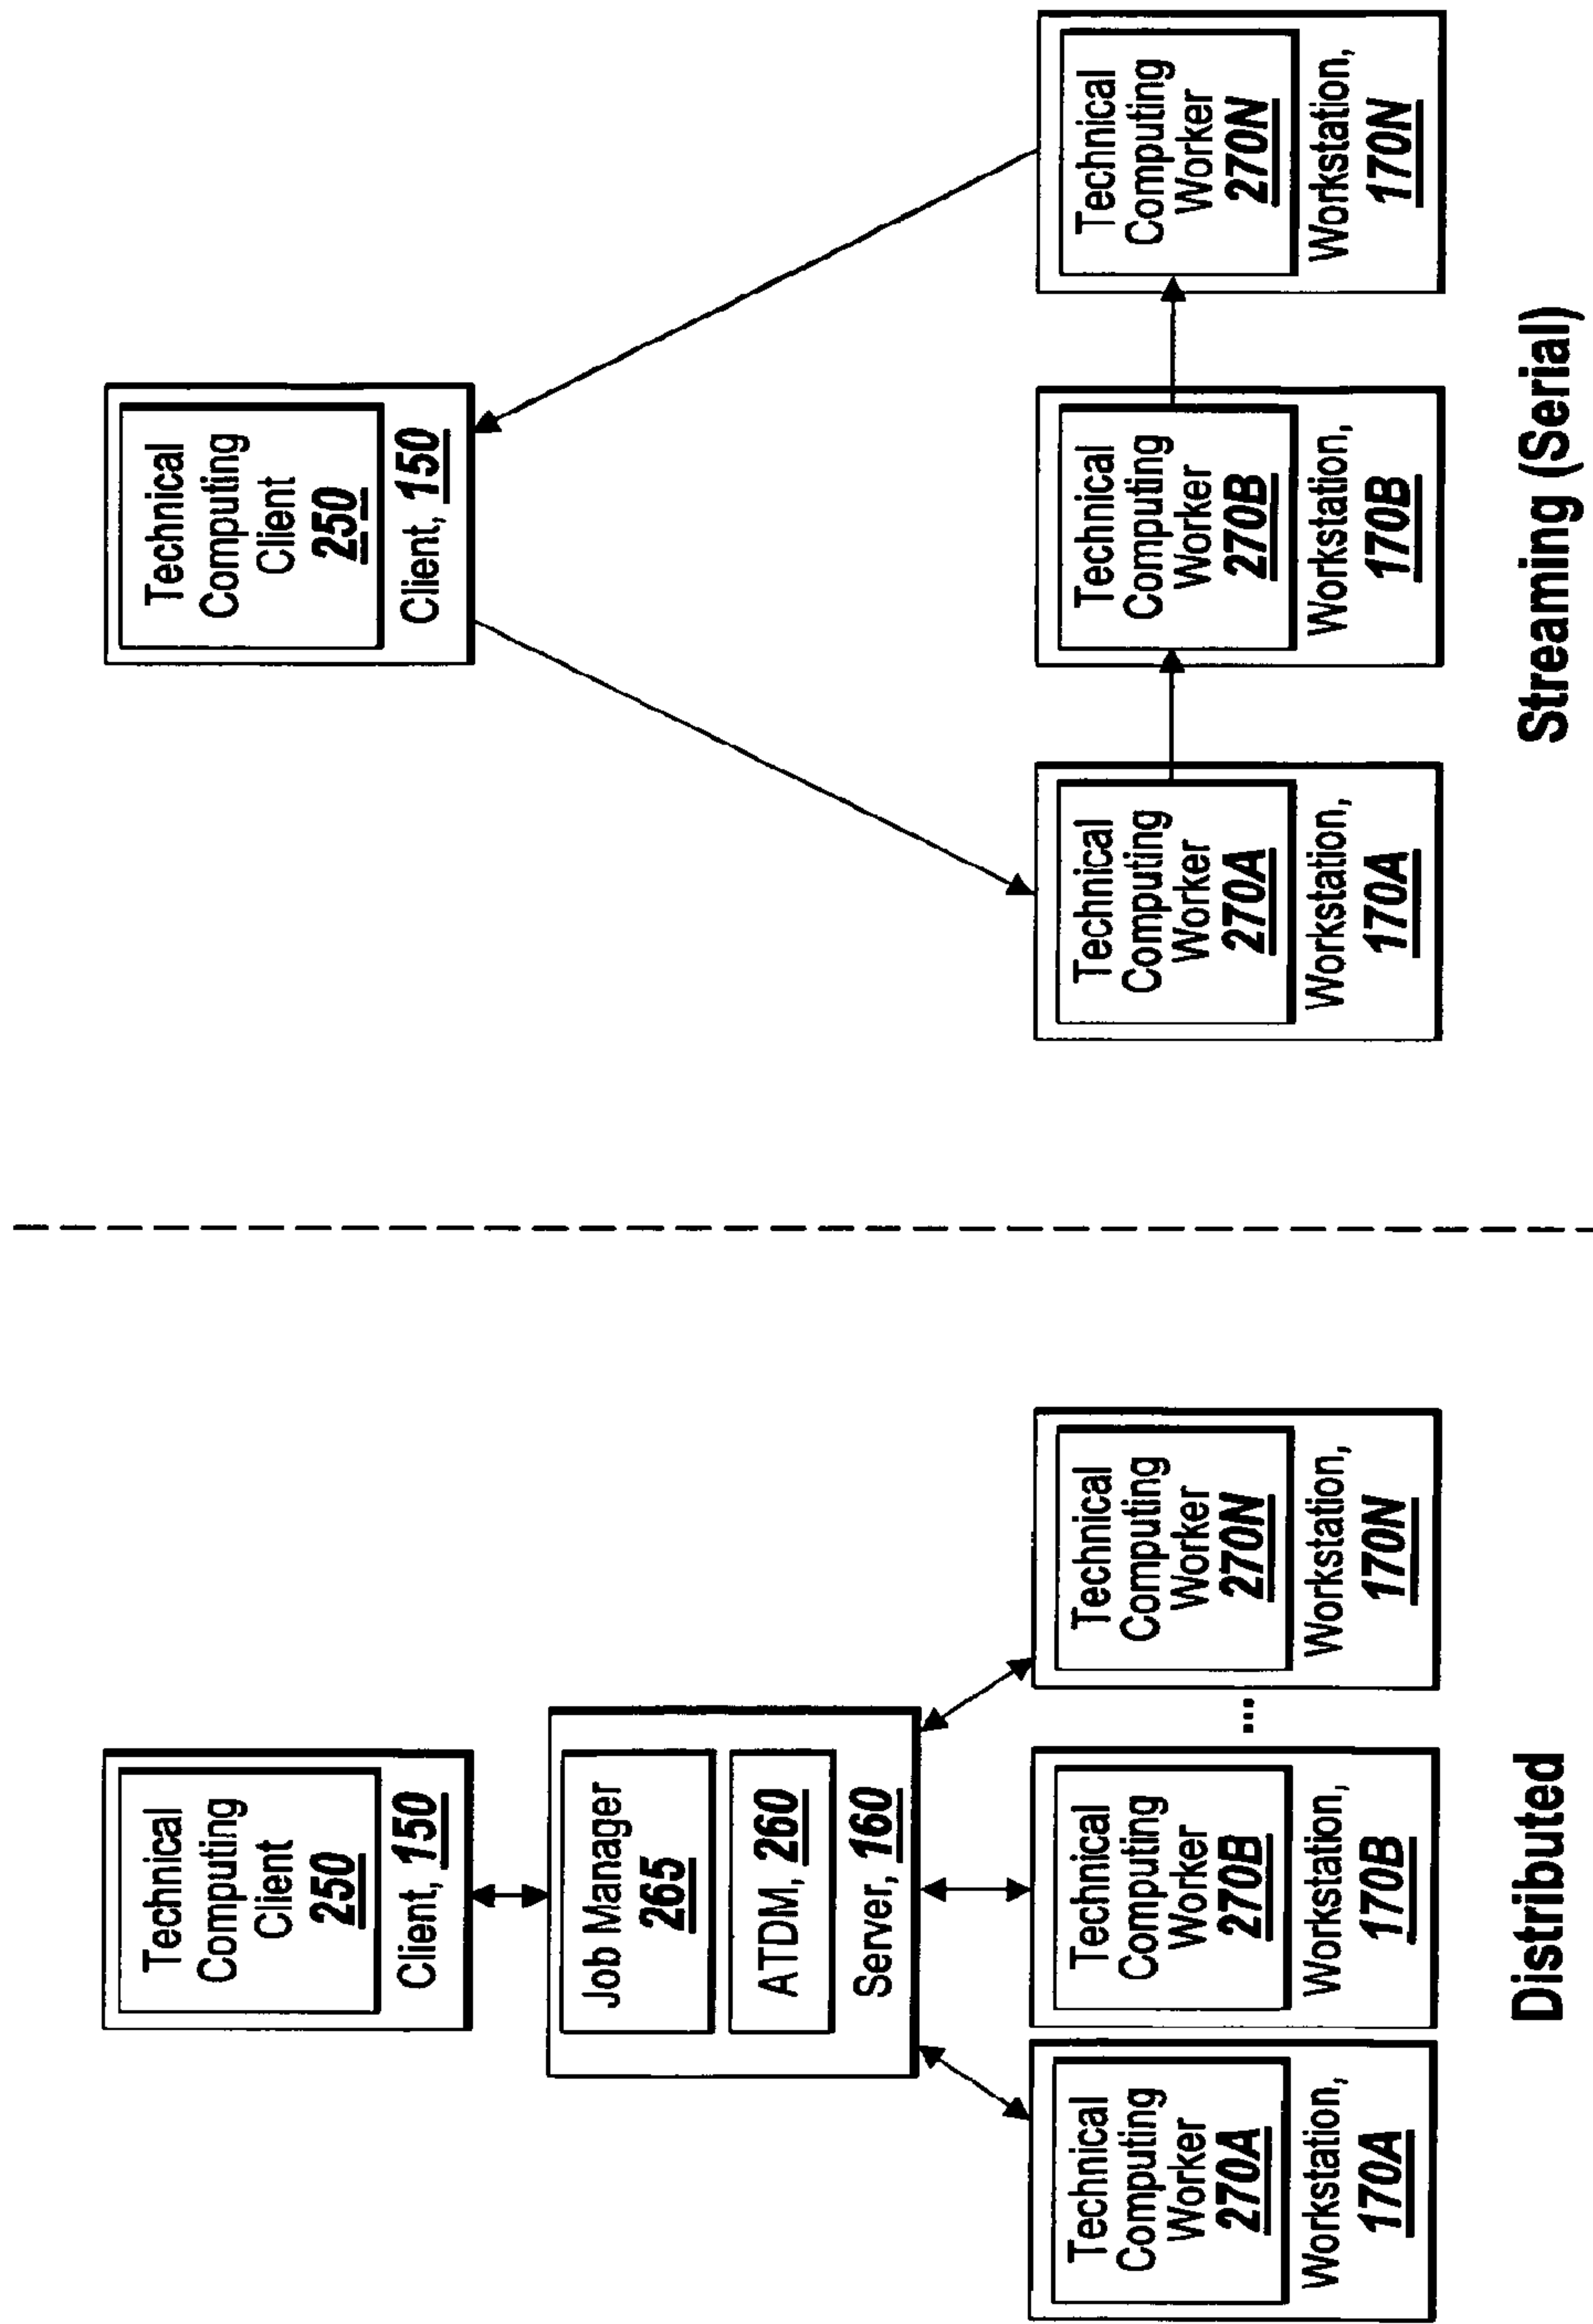 Technical
Computing
Client
250
Client, 150
Job Manager
265
ATDM, 260
Server, 160
Technical
Computing
Worker
270A
Workstation,
170A
Technical
Computing
Worker
270B
Workstation,
170B
...
Technical
Computing
Worker
270N
Workstation,
170N
Distributed
Technical
Computing
Client
250
Client, 150
Technical
Computing
Worker
270A
Workstation,
170A
Technical
Computing
Worker
270B
Workstation,
170B
Technical
Computing
Worker
270N
Workstation,
170N
Streaming (Serial)